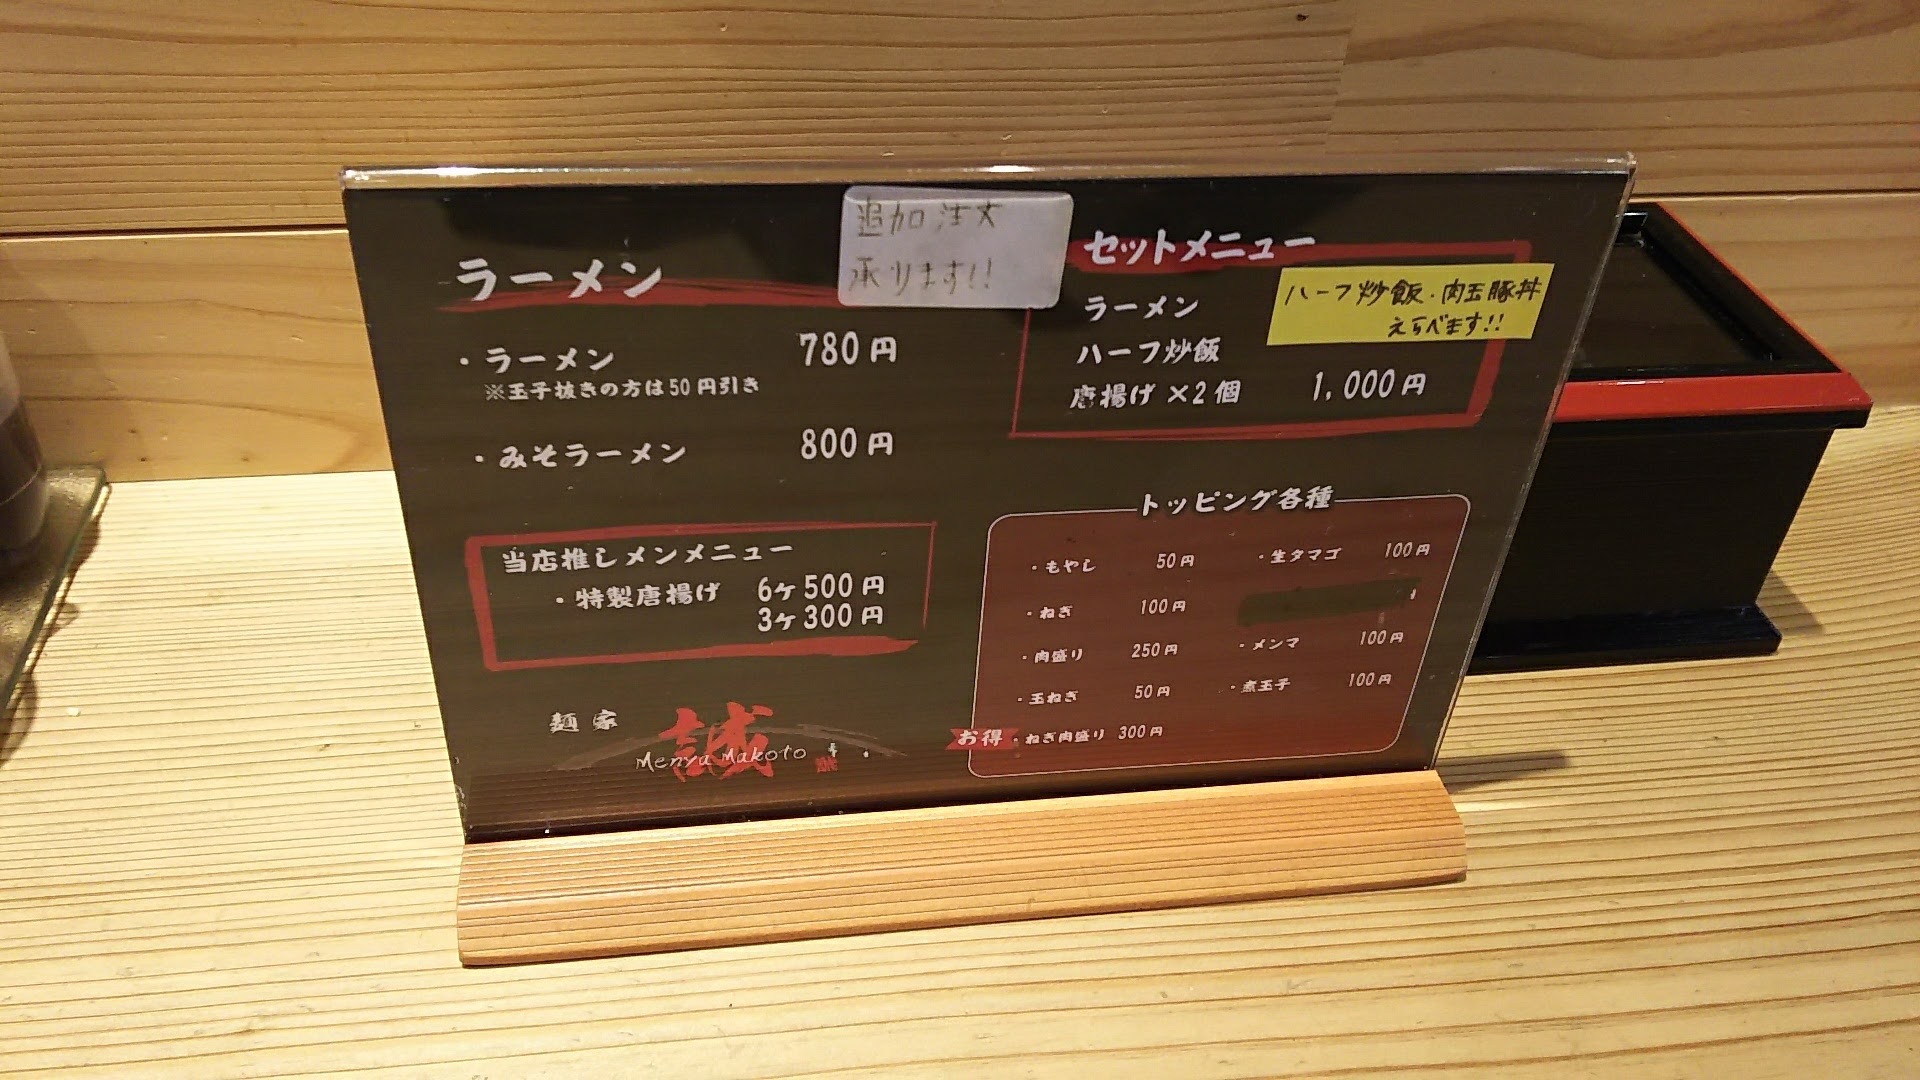 追加注文
承ります!!
ラーメン
・ラーメン 780円
※玉子抜きの方は50円引き
・みそラーメン 800円
当店推しメンメニュー
・特製唐揚げ 6ヶ500円
3ヶ300円
麺家 誠
Menya Makoto
セットメニュー
ラーメン
ハーフ炒飯
唐揚げ×2個 1,000円
ハーフ炒飯・肉玉豚丼
えらべます!!
トッピング各種
・もやし 50円
・ねぎ 100円
・肉盛り 250円
・玉ねぎ 50円
お得・ねぎ肉盛り 300円
・生タマゴ 100円
・メンマ 100円
・煮玉子 100円